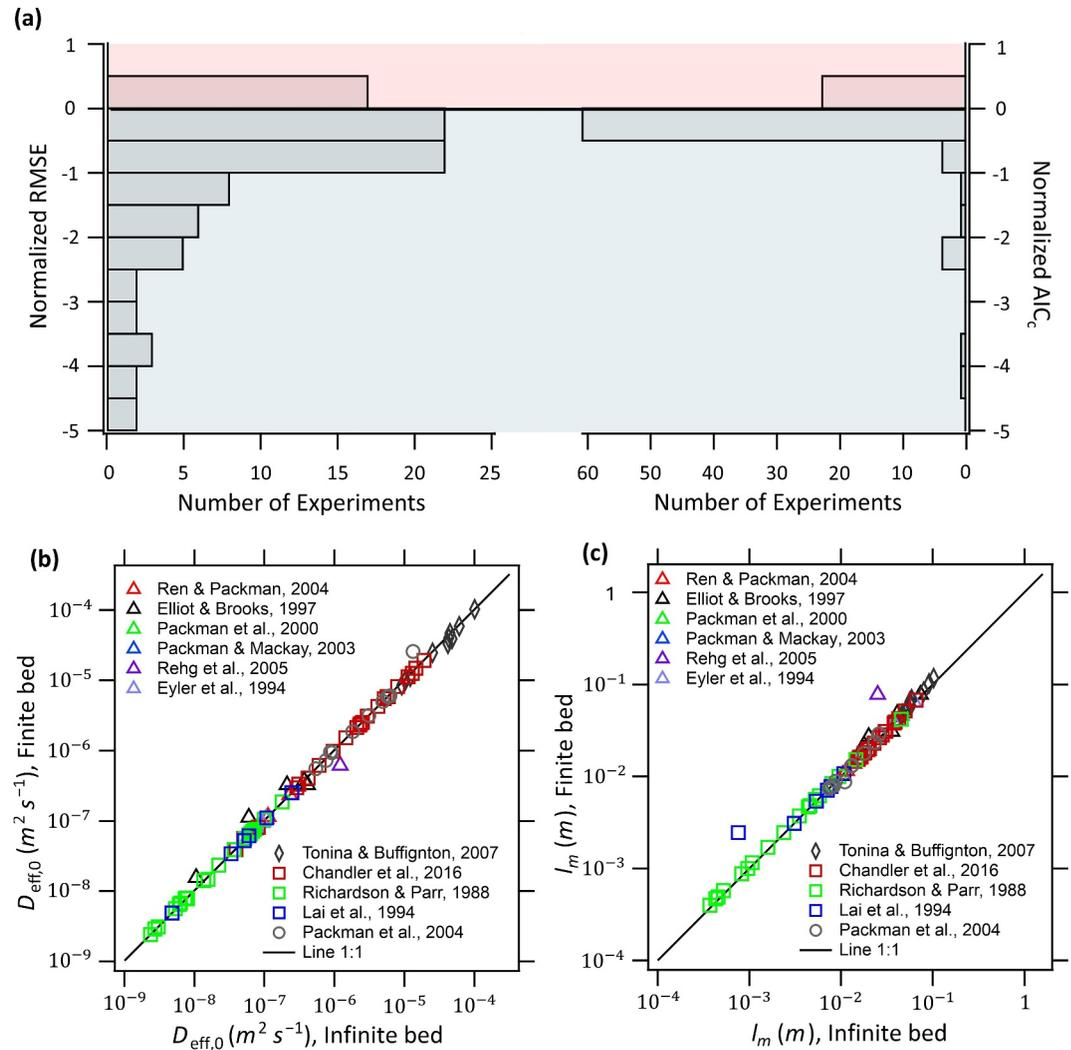 (a)
1
0
-1
-2
-3
-4
-5
Normalized RMSE
1
0
-1
-2
-3
-4
-5
Normalized AICc
0 5 10 15 20 25
60 50 40 30 20 10 0
Number of Experiments
Number of Experiments
(b)
Ren & Packman, 2004
Elliot & Brooks, 1997
Packman et al., 2000
Packman & Mackay, 2003
Rehg et al., 2005
Eyler et al., 1994
Tonina & Buffignton, 2007
Chandler et al., 2016
Richardson & Parr, 1988
Lai et al., 1994
Packman et al., 2004
Line 1:1
10⁻⁴
10⁻⁵
10⁻⁶
10⁻⁷
10⁻⁸
10⁻⁹
D_eff,0 (m² s⁻¹), Finite bed
10⁻⁹ 10⁻⁸ 10⁻⁷ 10⁻⁶ 10⁻⁵ 10⁻⁴
D_eff,0 (m² s⁻¹), Infinite bed
(c)
Ren & Packman, 2004
Elliot & Brooks, 1997
Packman et al., 2000
Packman & Mackay, 2003
Rehg et al., 2005
Eyler et al., 1994
Tonina & Buffignton, 2007
Chandler et al., 2016
Richardson & Parr, 1988
Lai et al., 1994
Packman et al., 2004
Line 1:1
1
10⁻¹
10⁻²
10⁻³
10⁻⁴
l_m (m), Finite bed
10⁻⁴ 10⁻³ 10⁻² 10⁻¹ 1
l_m (m), Infinite bed